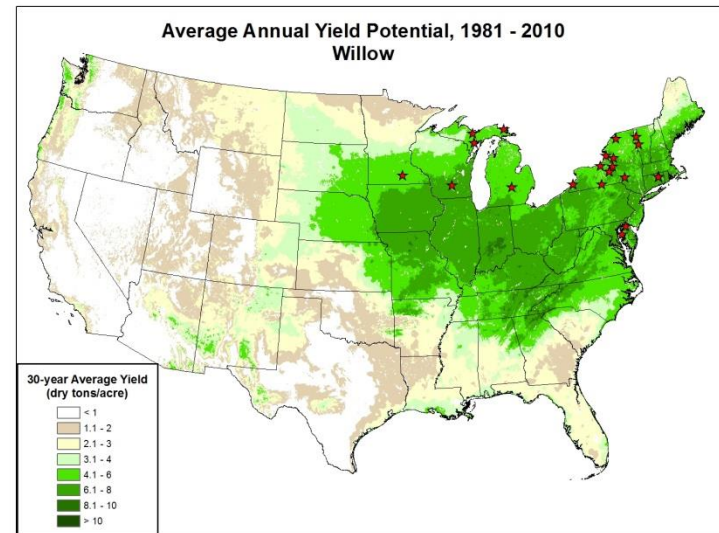 Average Annual Yield Potential, 1981 - 2010
Willow
30-year Average Yield
(dry tons/acre)
< 1
1.1 - 2
2.1 - 3
3.1 - 4
4.1 - 6
6.1 - 8
8.1 - 10
> 10